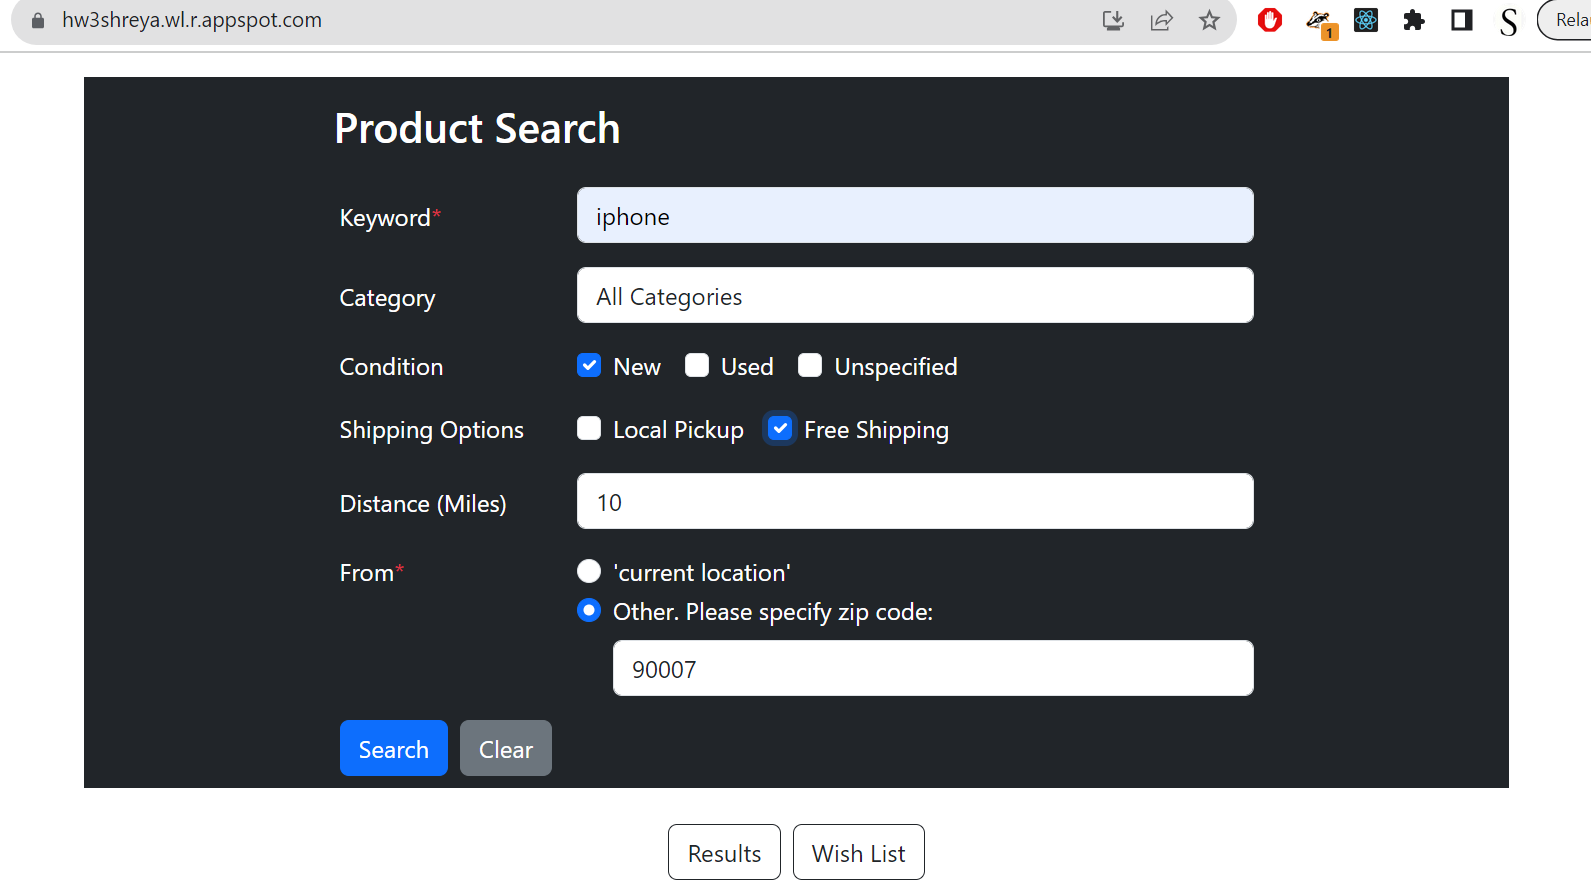 hw3shreya.wl.r.appspot.com
1
S
Rela
Product Search
Keyword*
iphone
Category
All Categories
Condition
New Used Unspecified
Shipping Options
Local Pickup Free Shipping
Distance (Miles)
10
From*
'current location'
Other. Please specify zip code:
90007
Search Clear
Results Wish List